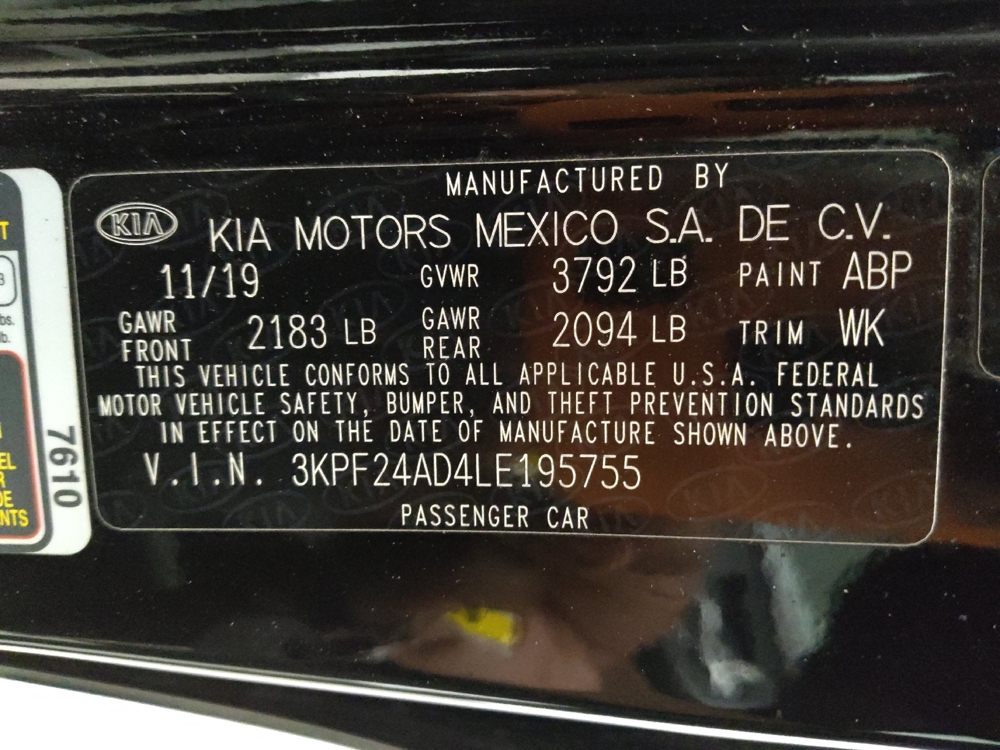 MANUFACTURED BY
KIA KIA MOTORS MEXICO S.A. DE C.V.
11/19 GVWR 3792 LB PAINT ABP
GAWR FRONT 2183 LB GAWR REAR 2094 LB TRIM WK
THIS VEHICLE CONFORMS TO ALL APPLICABLE U.S.A. FEDERAL
MOTOR VEHICLE SAFETY, BUMPER, AND THEFT PREVENTION STANDARDS
IN EFFECT ON THE DATE OF MANUFACTURE SHOWN ABOVE.
V.I.N. 3KPF24AD4LE195755
PASSENGER CAR
7610